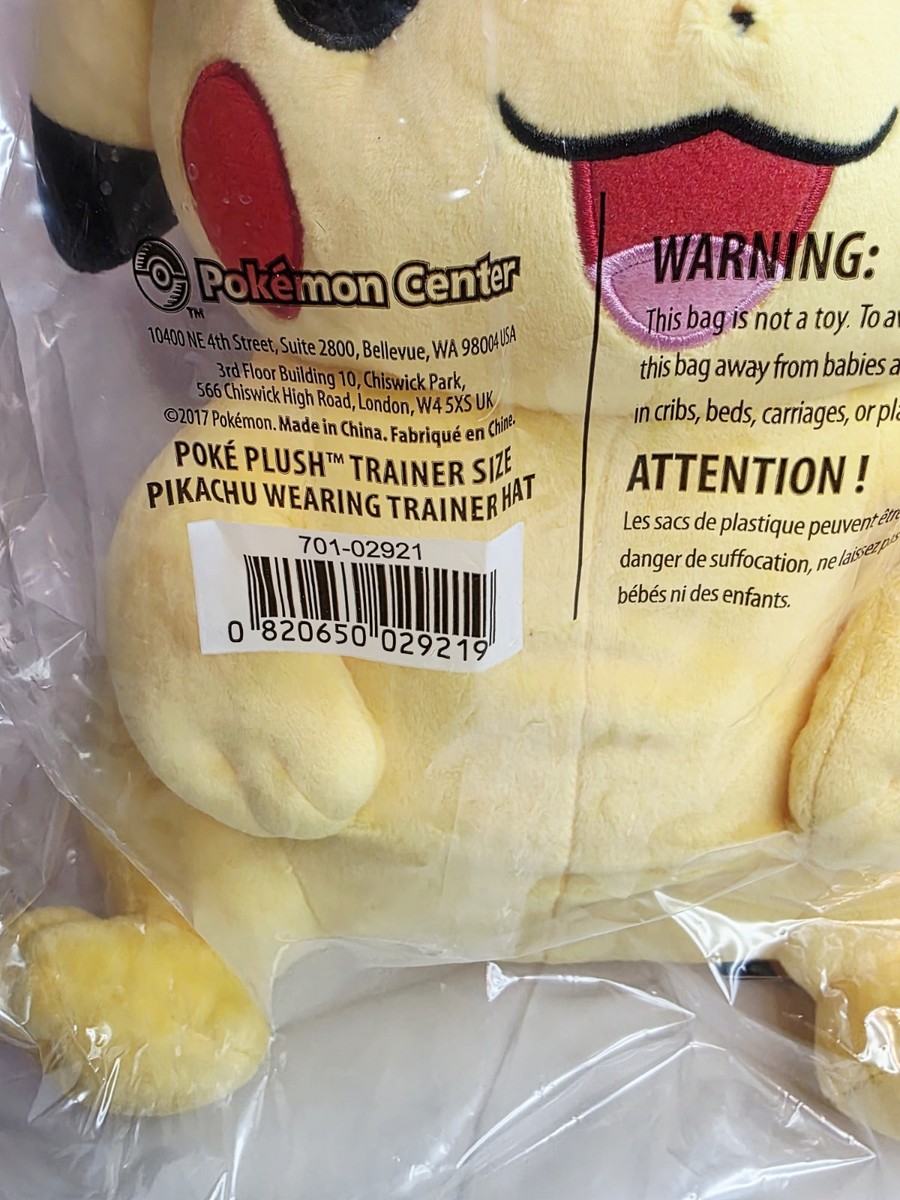 Pokémon Center
TM
10400 NE 4th Street, Suite 2800, Bellevue, WA 98004 USA
3rd Floor Building 10, Chiswick Park,
566 Chiswick High Road, London, W4 5XS UK
©2017 Pokémon. Made in China. Fabriqué en Chine.
POKÉ PLUSH™ TRAINER SIZE
PIKACHU WEARING TRAINER HAT
701-02921
0 820650 029219
WARNING:
This bag is not a toy. To
this bag away from babies
in cribs, beds, carriages, or
ATTENTION !
Les sacs de plastique peuvent être
danger de suffocation, ne laissez
bébés ni des enfants.